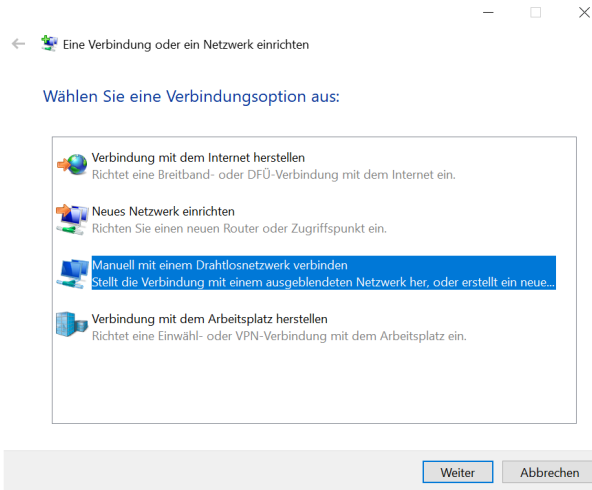 Eine Verbindung oder ein Netzwerk einrichten
Wählen Sie eine Verbindungsoption aus:
Verbindung mit dem Internet herstellen
Richtet eine Breitband- oder DFÜ-Verbindung mit dem Internet ein.
Neues Netzwerk einrichten
Richten Sie einen neuen Router oder Zugriffspunkt ein.
Manuell mit einem Drahtlosnetzwerk verbinden
Stellt die Verbindung mit einem ausgeblendeten Netzwerk her, oder erstellt ein neue...
Verbindung mit dem Arbeitsplatz herstellen
Richtet eine Einwähl- oder VPN-Verbindung mit dem Arbeitsplatz ein.
Weiter Abbrechen